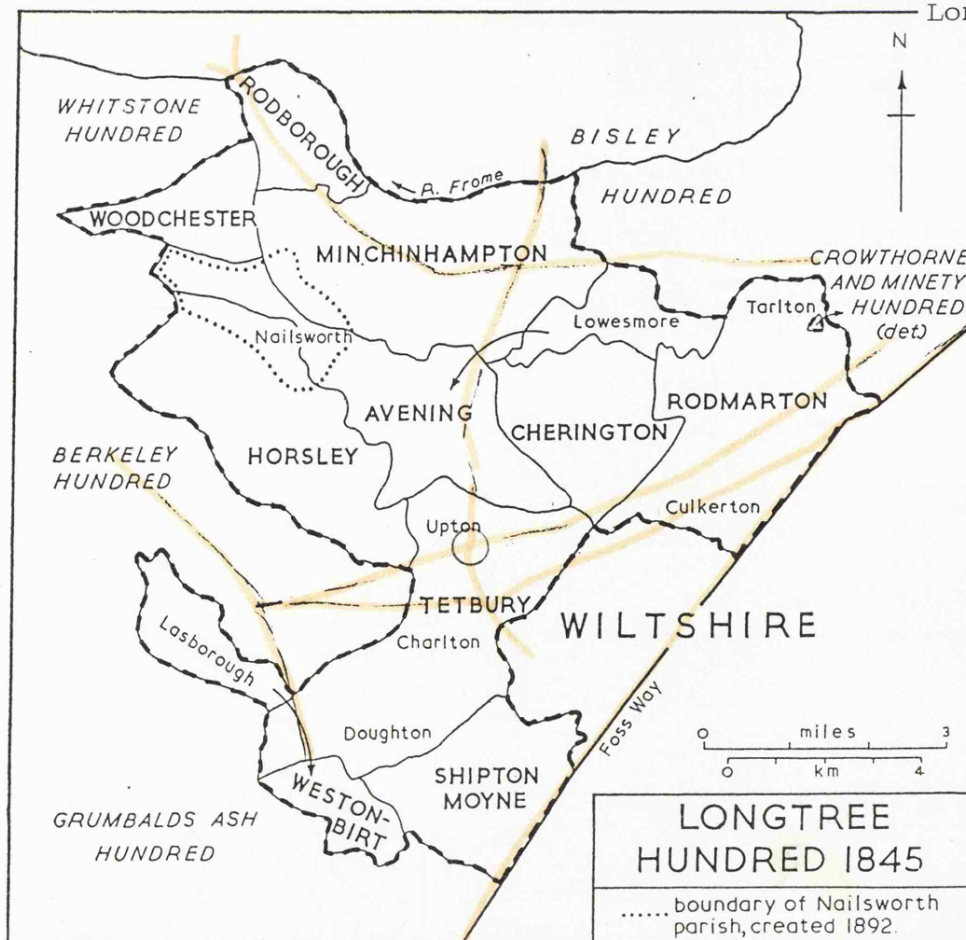 Lon
N
WHITSTONE
HUNDRED
RODBOROUGH
BISLEY
HUNDRED
R. Frome
WOODCHESTER
MINCHINHAMPTON
CROWTHORNE
AND MINETY
HUNDRED
(det.)
Tarlton
Lowesmore
Nailsworth
AVENING
RODMARTON
CHERINGTON
HORSLEY
BERKELEY
HUNDRED
Culkerton
Upton
TETBURY
WILTSHIRE
Charlton
Lasborough
Foss Way
Doughton
0 miles 3
0 km 4
SHIPTON
MOYNE
WESTON-
BIRT
GRUMBALDS ASH
HUNDRED
LONGTREE
HUNDRED 1845
...... boundary of Nailsworth
parish, created 1892.